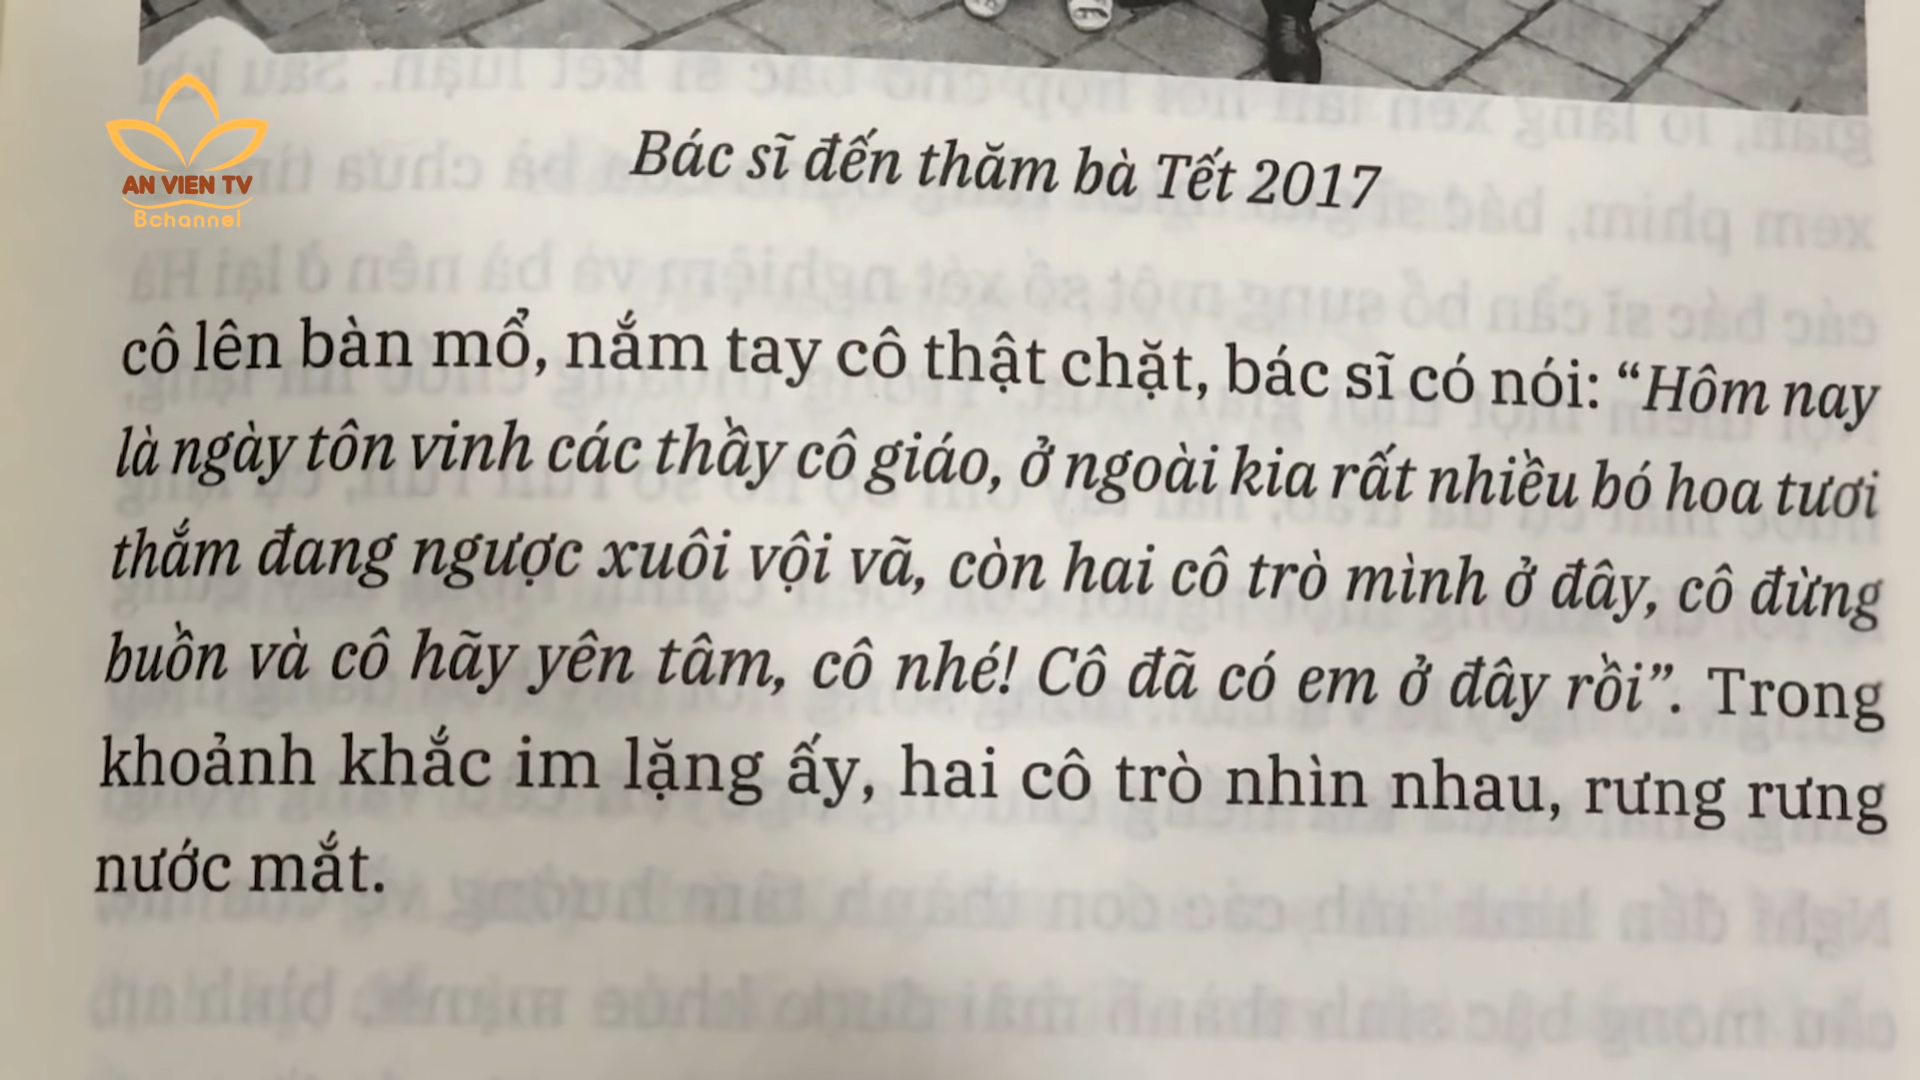 AN VIEN TV
Bchannel
Bác sĩ đến thăm bà Tết 2017
cô lên bàn mổ, nắm tay cô thật chặt, bác sĩ có nói: “Hôm nay
là ngày tôn vinh các thầy cô giáo, ở ngoài kia rất nhiều bó hoa tươi
thắm đang ngược xuôi vội vã, còn hai cô trò mình ở đây, cô đừng
buồn và cô hãy yên tâm, cô nhé! Cô đã có em ở đây rồi”. Trong
khoảnh khắc im lặng ấy, hai cô trò nhìn nhau, rưng rưng
nước mắt.